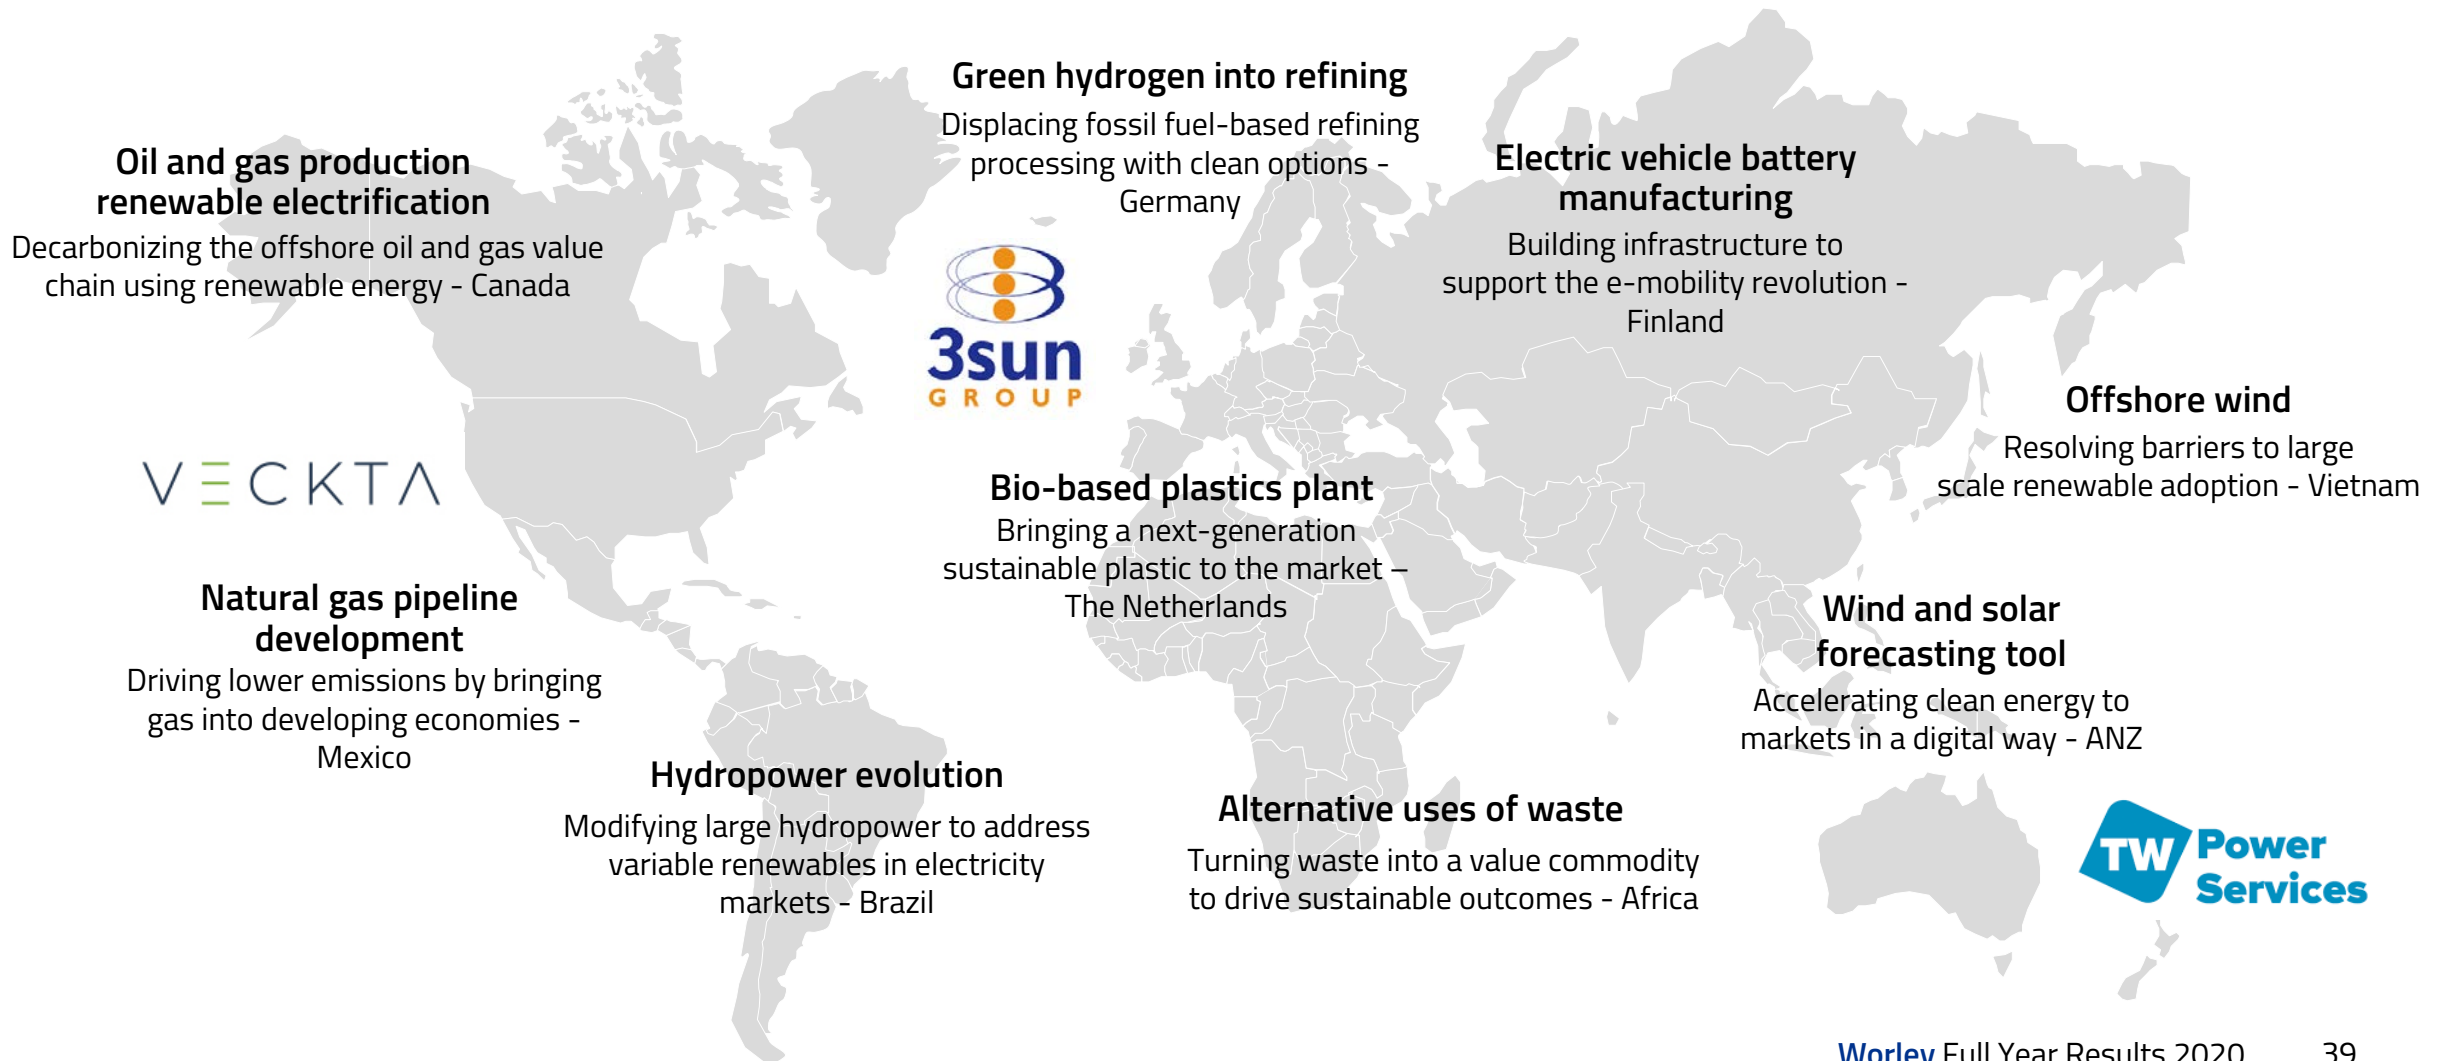 Green hydrogen into refining
Displacing fossil fuel-based refining
processing with clean options -
Germany
Oil and gas production
renewable electrification
Decarbonizing the offshore oil and gas value
chain using renewable energy - Canada
Electric vehicle battery
manufacturing
Building infrastructure to
support the e-mobility revolution -
Finland
3sun
GROUP
Offshore wind
Resolving barriers to large
scale renewable adoption - Vietnam
VECKTA
Bio-based plastics plant
Bringing a next-generation
sustainable plastic to the market –
The Netherlands
Natural gas pipeline
development
Driving lower emissions by bringing
gas into developing economies -
Mexico
Wind and solar
forecasting tool
Accelerating clean energy to
markets in a digital way - ANZ
Hydropower evolution
Modifying large hydropower to address
variable renewables in electricity
markets - Brazil
Alternative uses of waste
Turning waste into a value commodity
to drive sustainable outcomes - Africa
TW Power
Services
Worley Full Year Results 2020 39